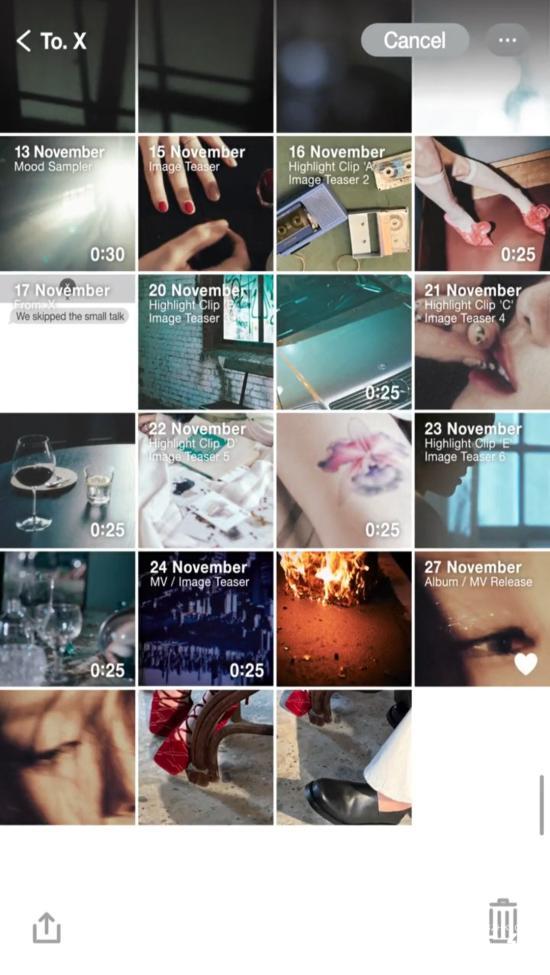 To. X
Cancel
13 November
Mood Sampler
0:30
15 November
Image Teaser
16 November
Highlight Clip 'A'
Image Teaser 2
0:25
17 November
From. X
We skipped the small talk
20 November
Highlight Clip
Image Teaser
0:25
21 November
Highlight Clip 'C'
Image Teaser 4
0:25
22 November
Highlight Clip 'D'
Image Teaser 5
0:25
23 November
Highlight Clip 'E'
Image Teaser 6
0:25
24 November
MV / Image Teaser
0:25
27 November
Album / MV Release